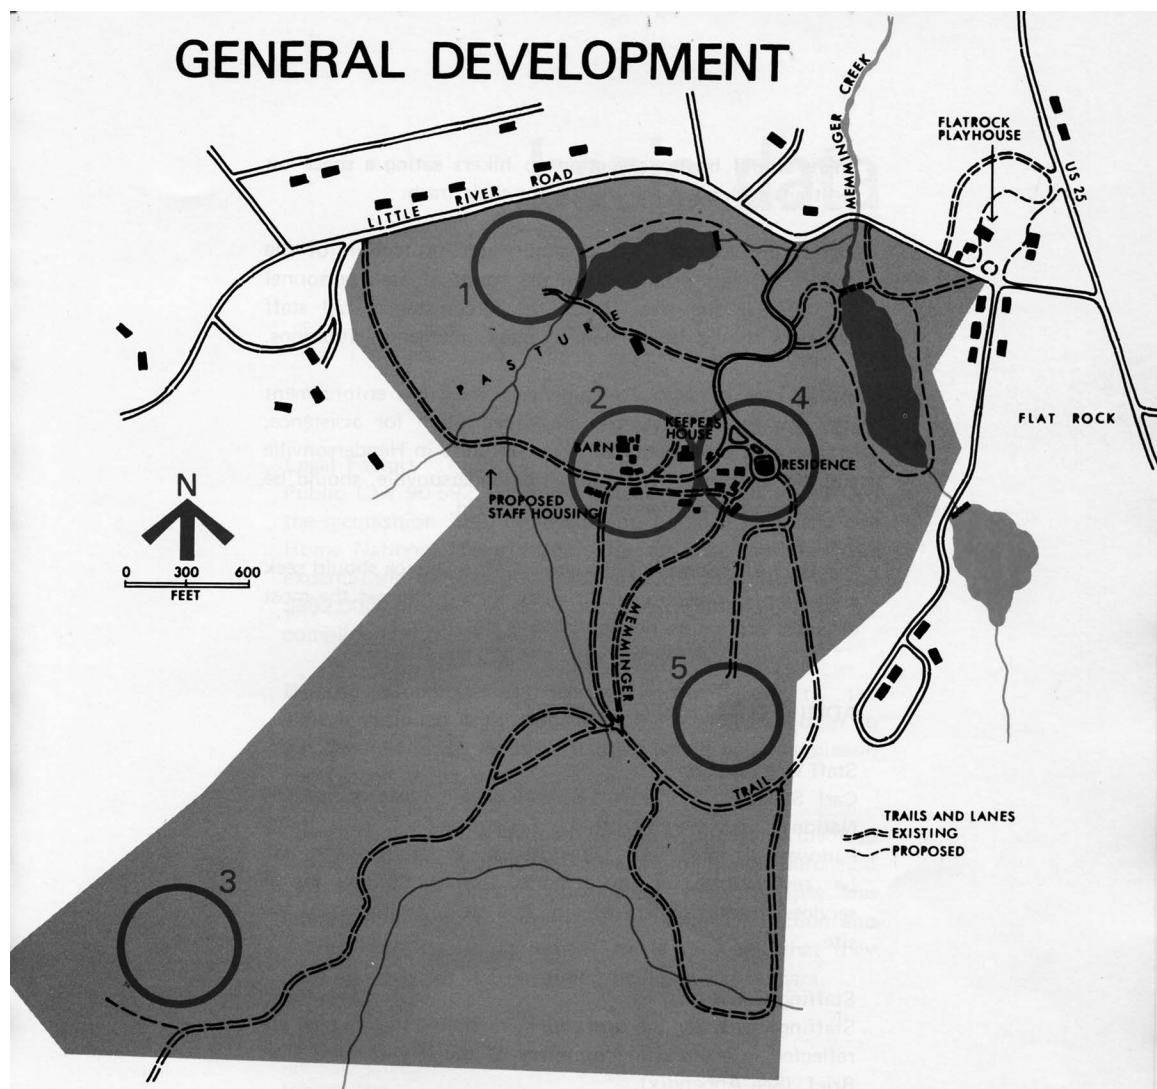 GENERAL DEVELOPMENT
MEMMINGER CREEK
FLATROCK
PLAYHOUSE
US 25
LITTLE RIVER ROAD
1
PASTURE
2
4
KEEPERS
HOUSE
BARN
RESIDENCE
FLAT ROCK
N
PROPOSED
STAFF HOUSING
0 300 600
FEET
MEMMINGER
5
TRAIL
TRAILS AND LANES
EXISTING
PROPOSED
3